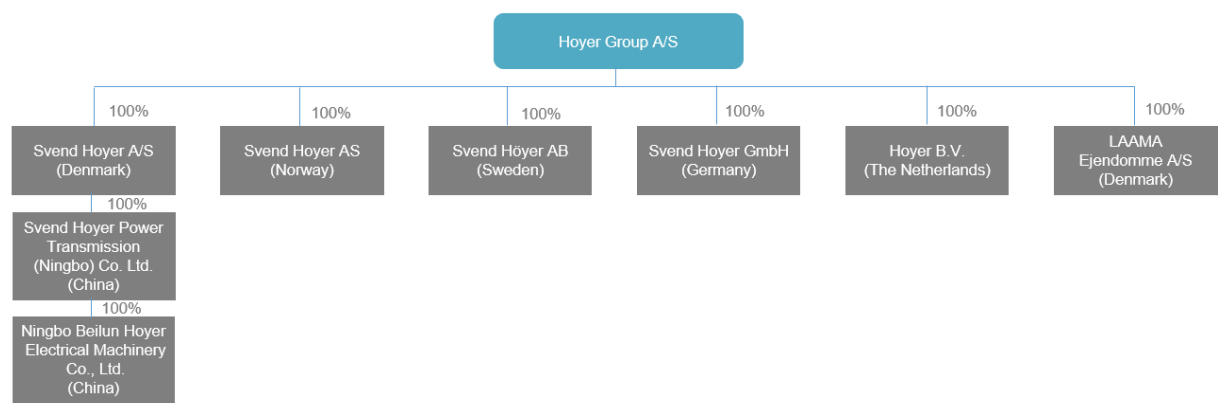 Hoyer Group A/S
100%
100%
100%
100%
100%
100%
Svend Hoyer A/S
(Denmark)
Svend Hoyer AS
(Norway)
Svend Höyer AB
(Sweden)
Svend Hoyer GmbH
(Germany)
Hoyer B.V.
(The Netherlands)
LAAMA
Ejendomme A/S
(Denmark)
100%
Svend Hoyer Power
Transmission
(Ningbo) Co. Ltd.
(China)
100%
Ningbo Beilun Hoyer
Electrical Machinery
Co., Ltd.
(China)